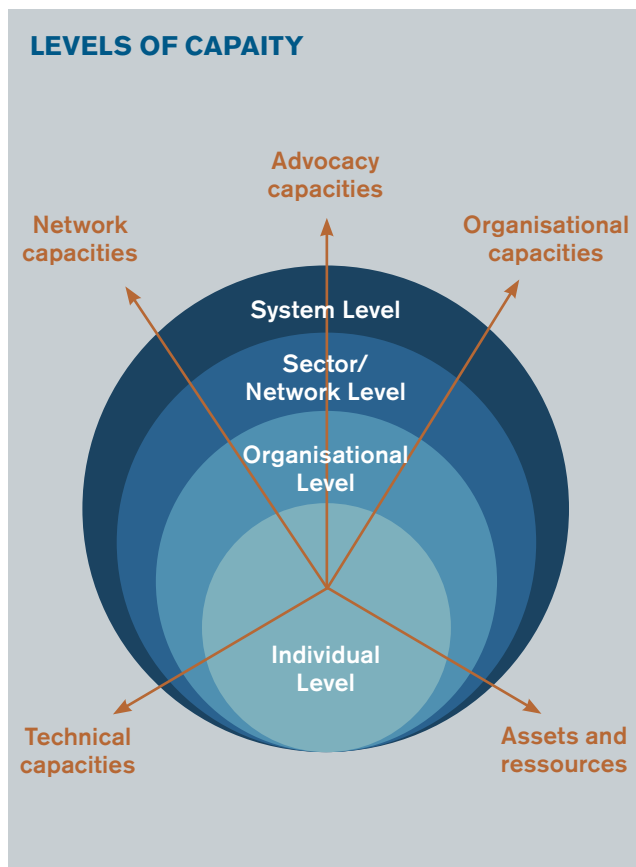 LEVELS OF CAPAITY
Advocacy
capacities
Network
capacities
Organisational
capacities
System Level
Sector/
Network Level
Organisational
Level
Individual
Level
Technical
capacities
Assets and
ressources